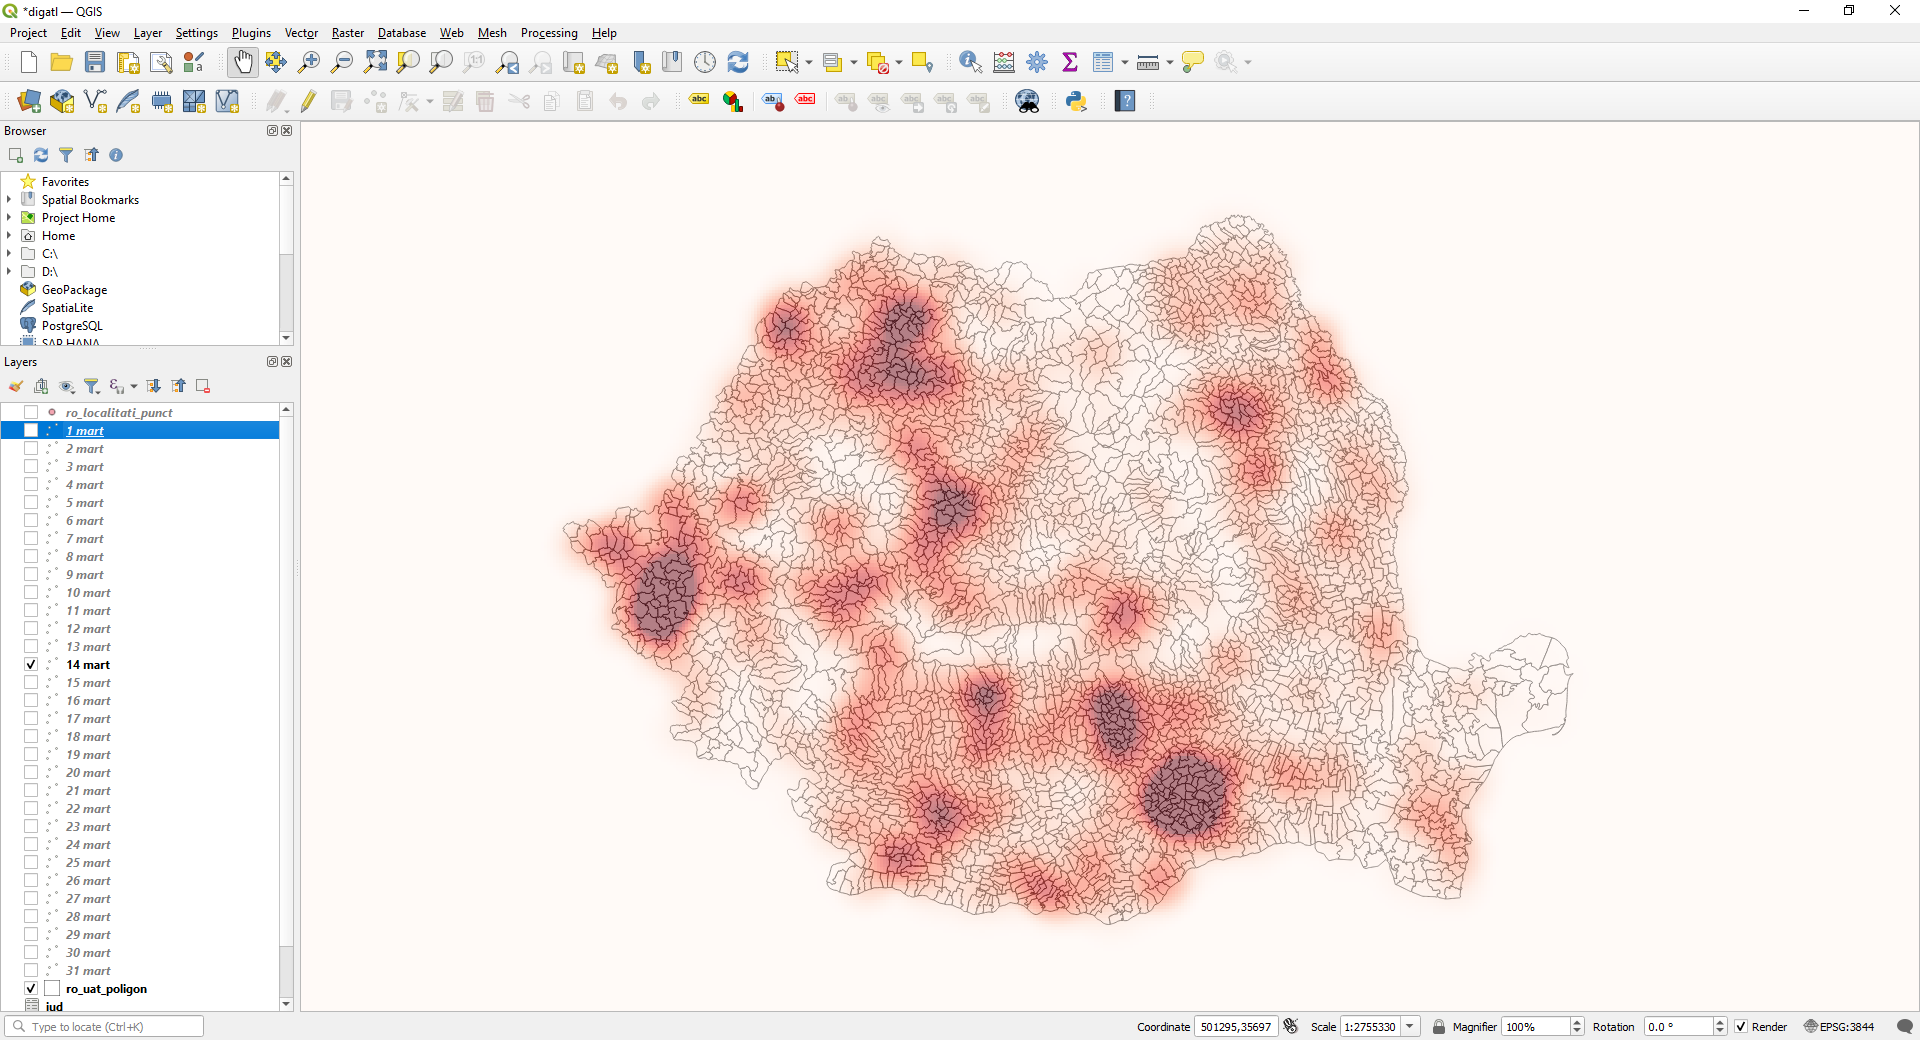 *digatl — QGIS
Project Edit View Layer Settings Plugins Vector Raster Database Web Mesh Processing Help
Browser
Favorites
Spatial Bookmarks
Project Home
Home
C:\
D:\
GeoPackage
SpatiaLite
PostgreSQL
SAP HANA
Layers
ro_localitati_punct
1 mart
2 mart
3 mart
4 mart
5 mart
6 mart
7 mart
8 mart
9 mart
10 mart
11 mart
12 mart
13 mart
14 mart
15 mart
16 mart
17 mart
18 mart
19 mart
20 mart
21 mart
22 mart
23 mart
24 mart
25 mart
26 mart
27 mart
28 mart
29 mart
30 mart
31 mart
ro_uat_poligon
iud
Type to locate (Ctrl+K)
Coordinate 501295,35697 Scale 1:2755330 Magnifier 100% Rotation 0.0 ° Render EPSG:3844